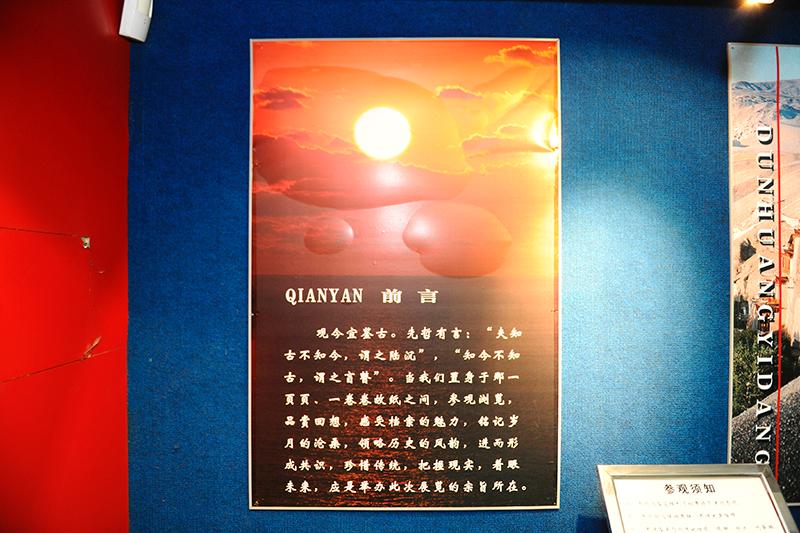 QIANYAN 前言
观今宜鉴古。先哲有言：“夫知
古不知今，谓之陆沉”，“知今不知
古，谓之盲瞽”。当我们置身于那一
頁頁、一卷卷故纸之间，参观浏览，
品赏回想，感受档案的魅力，铭记岁
月的沧桑，领略历史的风韵，进而形
成共识，珍惜传统，把握现实，着眼
未来，应是举办此次展览的宗旨所在。
DUNHUANGYIDANG
参观须知